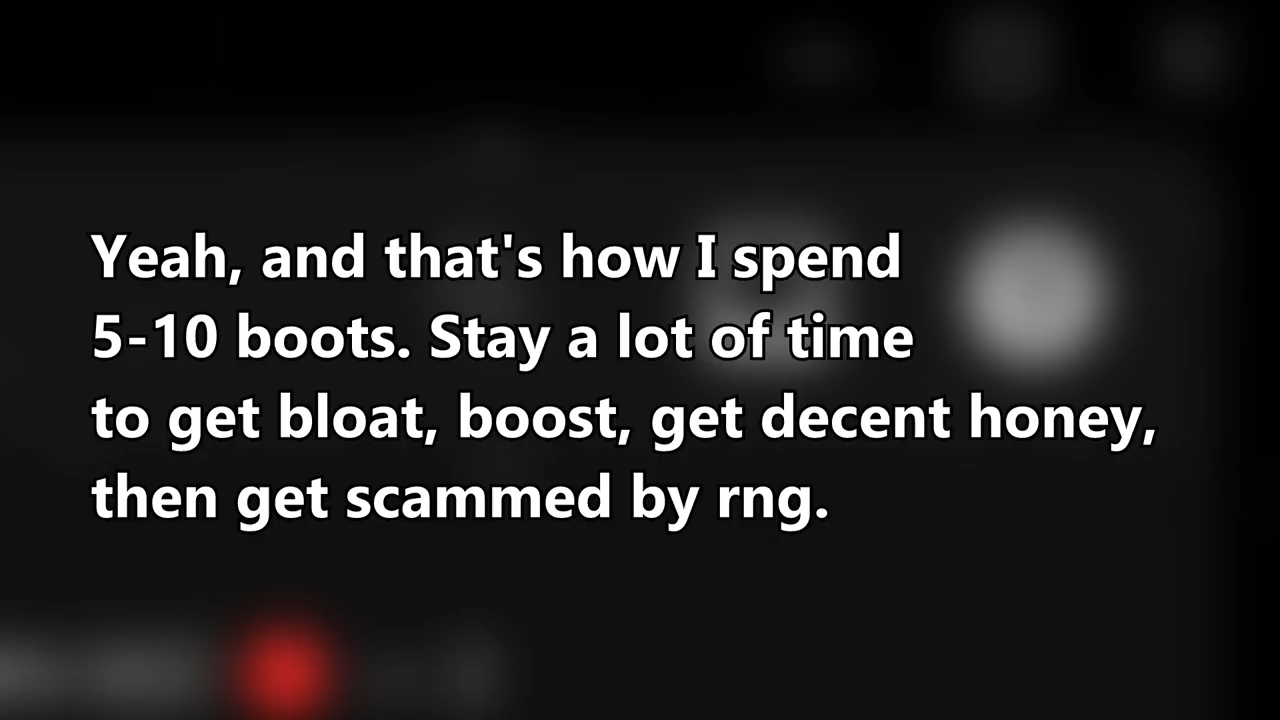 Yeah, and that's how I spend
5-10 boots. Stay a lot of time
to get bloat, boost, get decent honey,
then get scammed by rng.